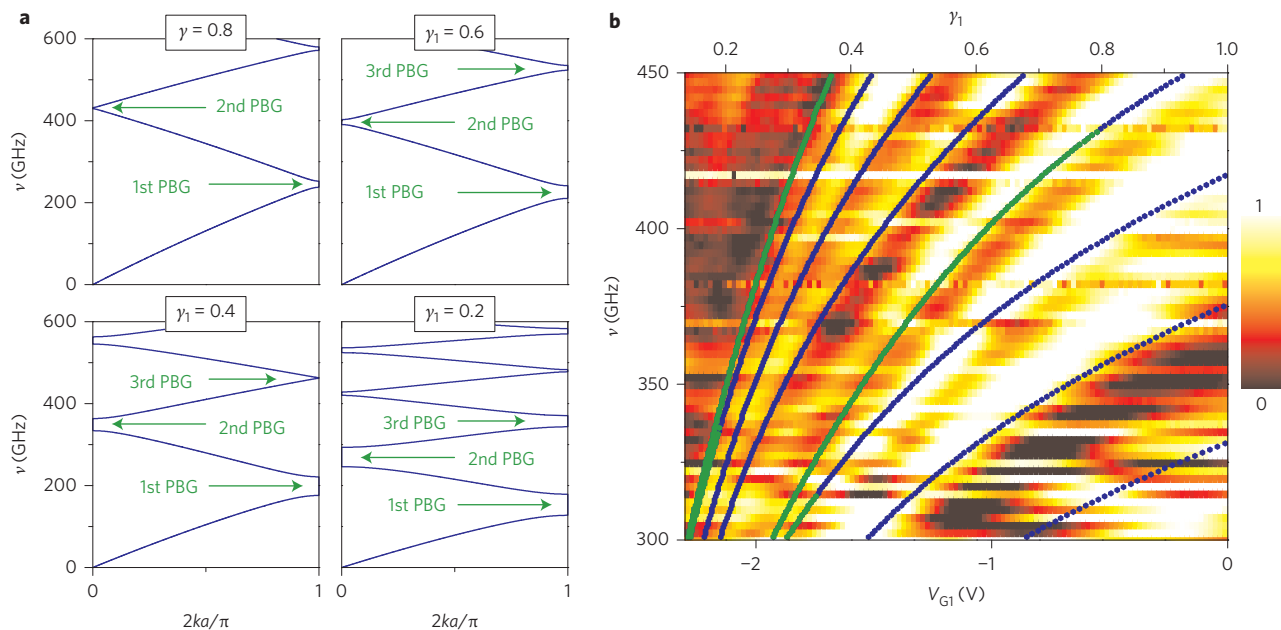 a
γ = 0.8
γ₁ = 0.6
600
400
200
0
ν (GHz)
2nd PBG
1st PBG
3rd PBG
2nd PBG
1st PBG
γ₁ = 0.4
γ₁ = 0.2
600
400
200
0
ν (GHz)
3rd PBG
2nd PBG
1st PBG
3rd PBG
2nd PBG
1st PBG
0
1
0
1
2ka/π
2ka/π
b
γ₁
0.2
0.4
0.6
0.8
1.0
450
400
350
300
ν (GHz)
−2
−1
0
V_G1 (V)
1
0